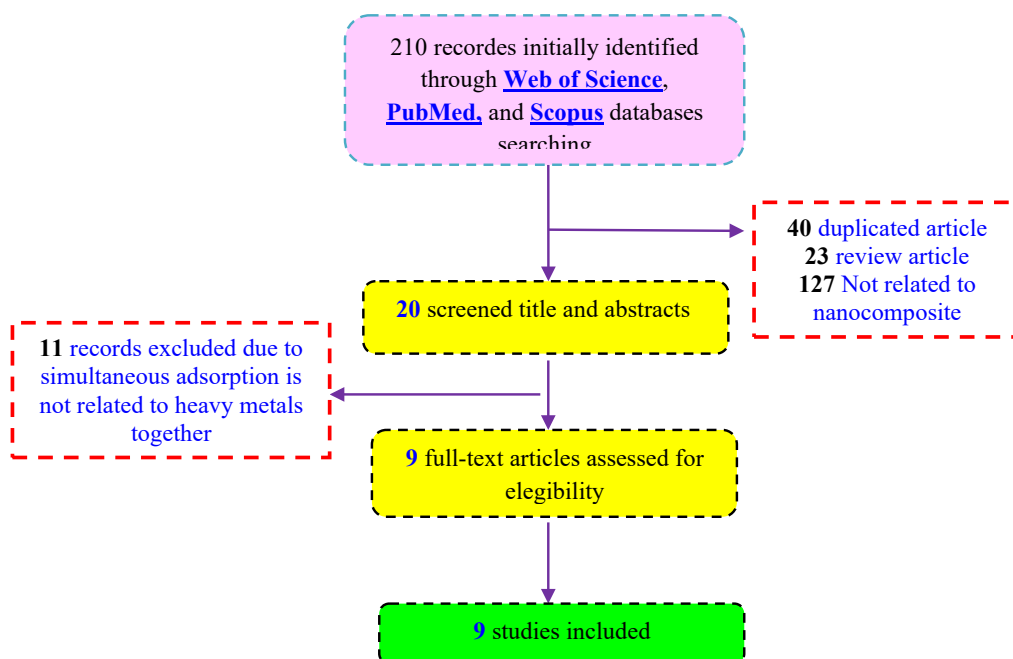 210 recordes initially identified
through Web of Science,
PubMed, and Scopus databases
searching
40 duplicated article
23 review article
127 Not related to
nanocomposite
20 screened title and abstracts
11 records excluded due to
simultaneous adsorption is
not related to heavy metals
together
9 full-text articles assessed for
elegibility
9 studies included